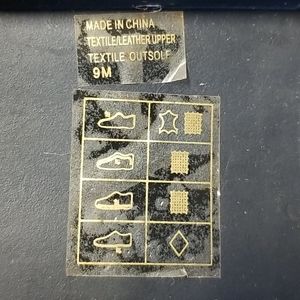 MADE IN CHINA
TEXTILE/LEATHER UPPER
TEXTILE OUTSOLE
9M